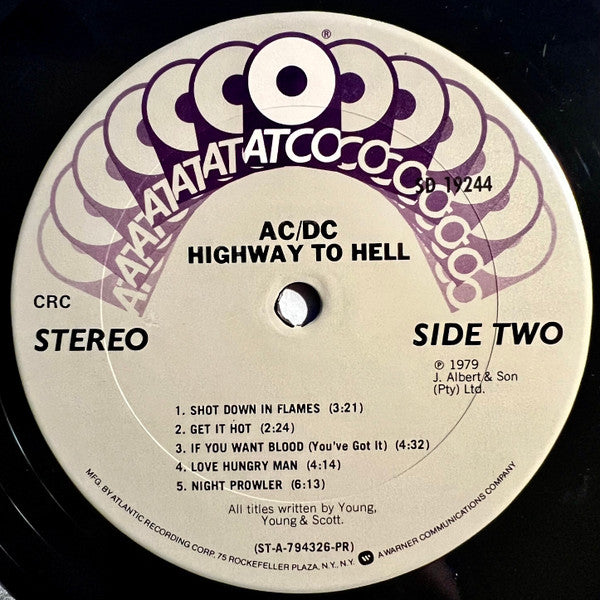 ®
ATCO
SD 19244
AC/DC
HIGHWAY TO HELL
CRC
STEREO
SIDE TWO
℗ 1979
J. Albert & Son
(Pty) Ltd.
1. SHOT DOWN IN FLAMES (3:21)
2. GET IT HOT (2:24)
3. IF YOU WANT BLOOD (You've Got It) (4:32)
4. LOVE HUNGRY MAN (4:14)
5. NIGHT PROWLER (6:13)
All titles written by Young,
Young & Scott.
(ST-A-794326-PR)
MFG. BY ATLANTIC RECORDING CORP. 75 ROCKEFELLER PLAZA, N.Y., N.Y. A WARNER COMMUNICATIONS COMPANY